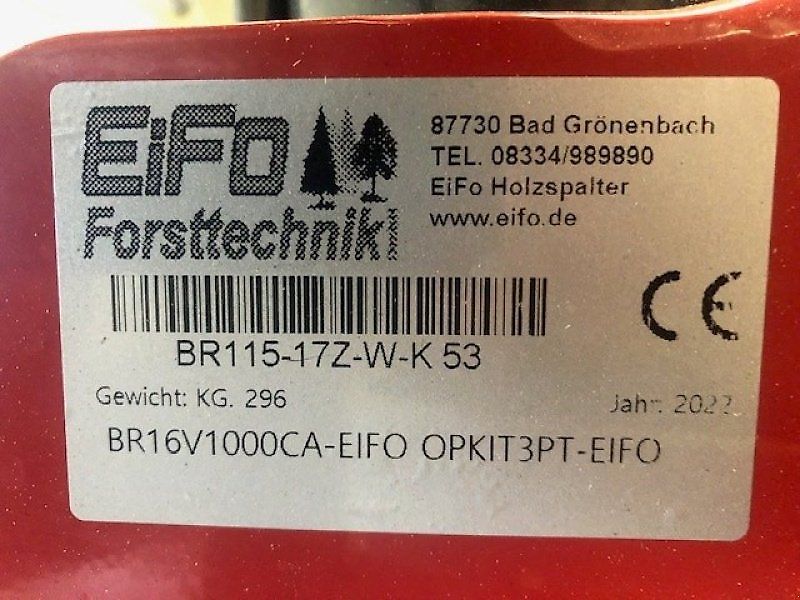 EiFo
Forsttechnik
87730 Bad Grönenbach
TEL. 08334/989890
EiFo Holzspalter
www.eifo.de
CE
BR115-17Z-W-K 53
Gewicht: KG. 296
Jahr.
BR16V1000CA-EIFO OPKIT3PT-EIFO